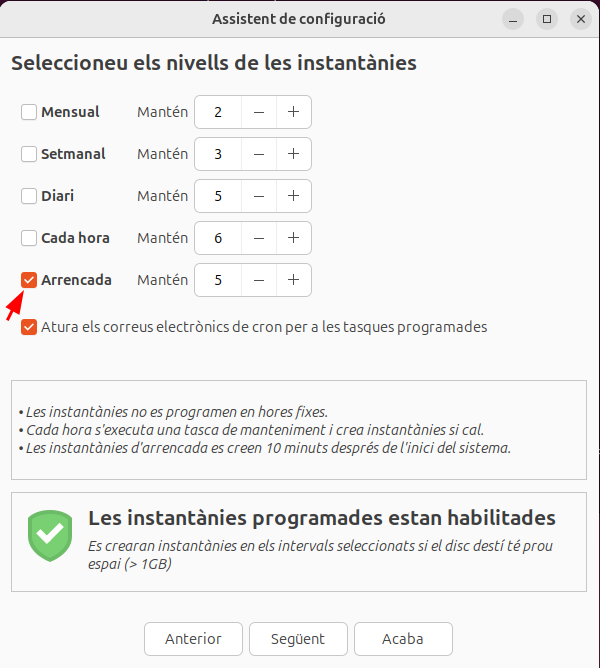 Assistent de configuració
Seleccioneu els nivells de les instantànies
Mensual Mantén 2 − +
Setmanal Mantén 3 − +
Diari Mantén 5 − +
Cada hora Mantén 6 − +
Arrencada Mantén 5 − +
Atura els correus electrònics de cron per a les tasques programades
• Les instantànies no es programen en hores fixes.
• Cada hora s'executa una tasca de manteniment i crea instantànies si cal.
• Les instantànies d'arrencada es creen 10 minuts després de l'inici del sistema.
Les instantànies programades estan habilitades
Es crearan instantànies en els intervals seleccionats si el disc destí té prou
espai (> 1GB)
Anterior Següent Acaba